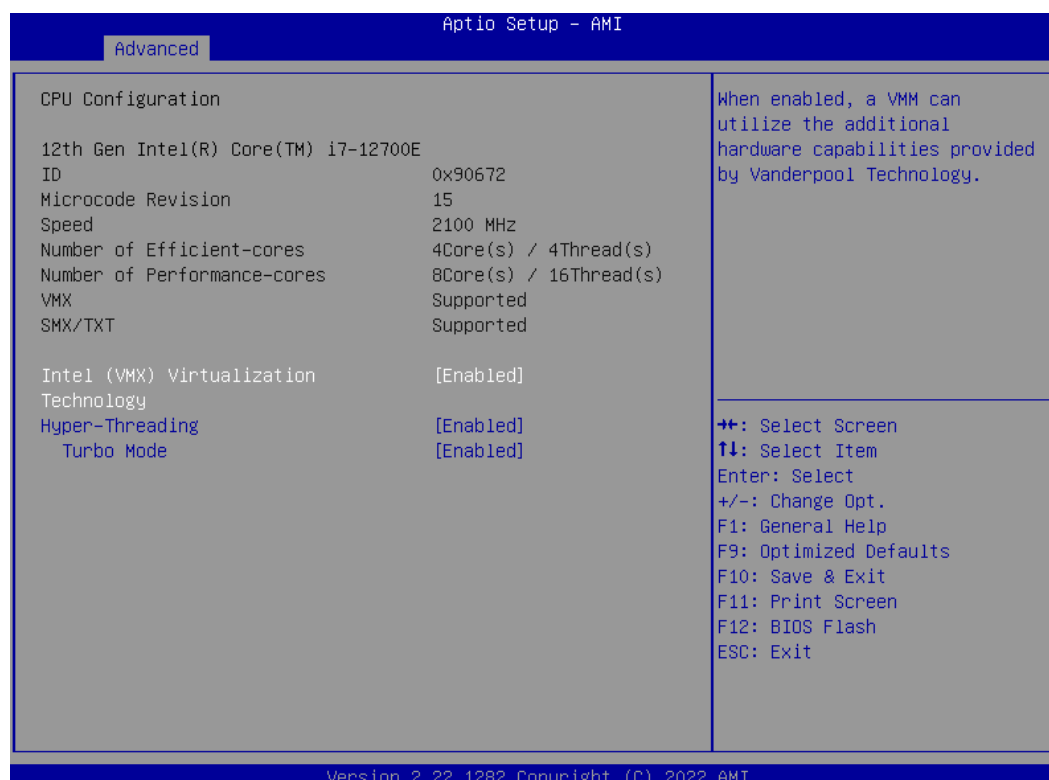 Aptio Setup – AMI
Advanced
CPU Configuration
12th Gen Intel(R) Core(TM) i7-12700E
ID 0x90672
Microcode Revision 15
Speed 2100 MHz
Number of Efficient-cores 4Core(s) / 4Thread(s)
Number of Performance-cores 8Core(s) / 16Thread(s)
VMX Supported
SMX/TXT Supported
Intel (VMX) Virtualization [Enabled]
Technology
Hyper-Threading [Enabled]
Turbo Mode [Enabled]
When enabled, a VMM can
utilize the additional
hardware capabilities provided
by Vanderpool Technology.
→←: Select Screen
↑↓: Select Item
Enter: Select
+/-: Change Opt.
F1: General Help
F9: Optimized Defaults
F10: Save & Exit
F11: Print Screen
F12: BIOS Flash
ESC: Exit
Version 2.22.1282 Copyright (C) 2022 AMI